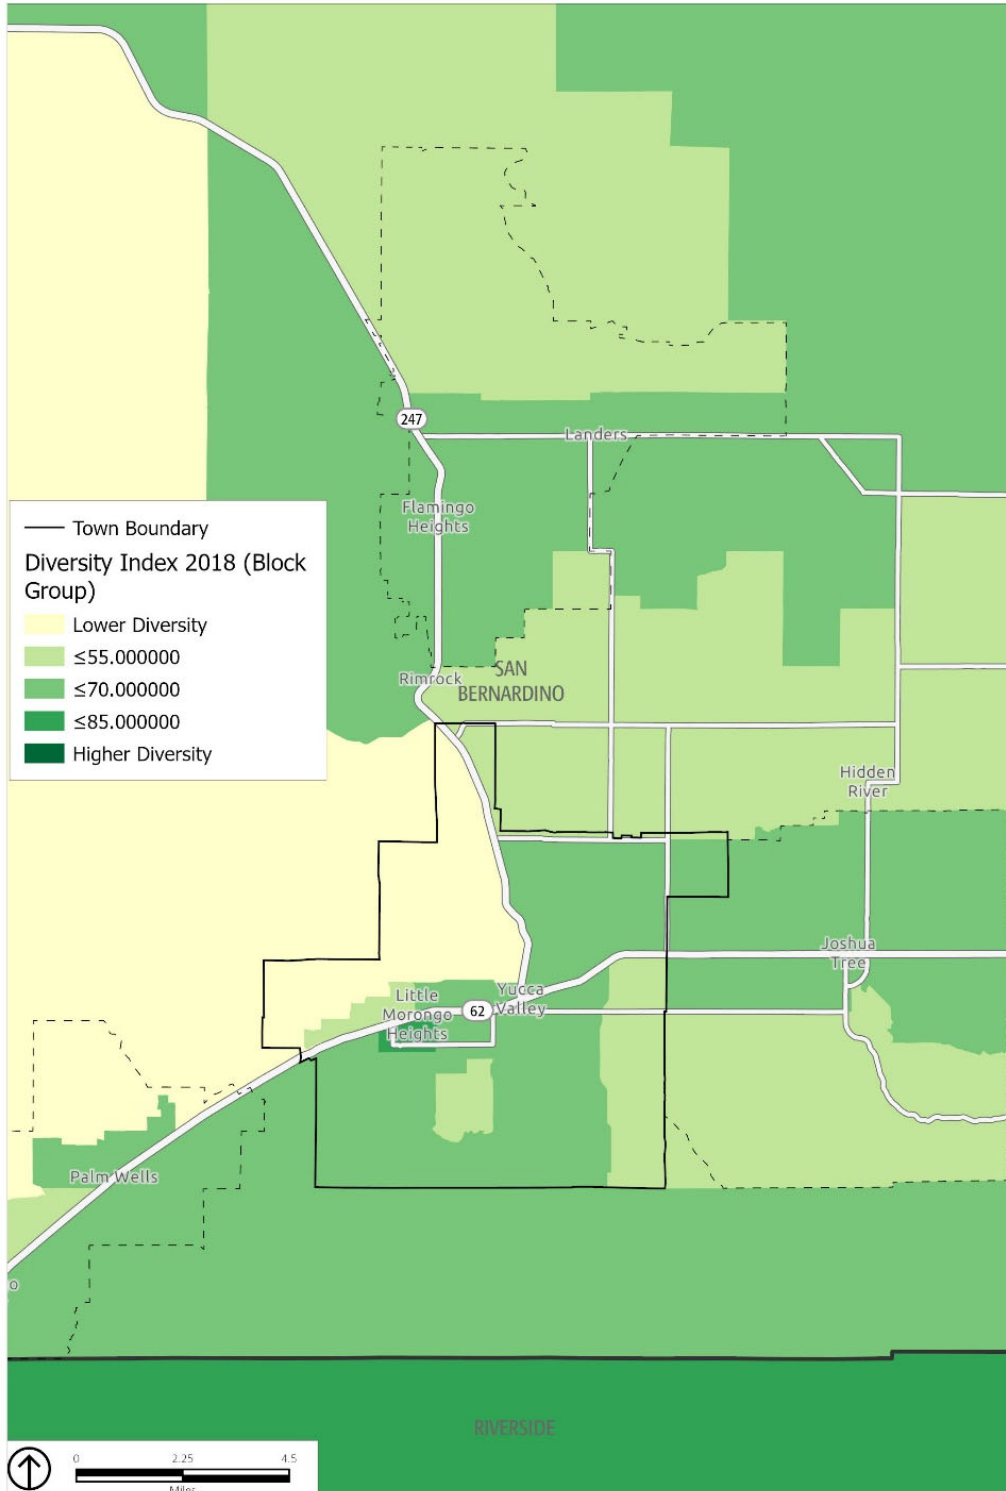 247
Landers
Flamingo
Heights
Town Boundary
Diversity Index 2018 (Block
Group)
Lower Diversity
≤55.000000
≤70.000000
≤85.000000
Higher Diversity
Rimrock
SAN
BERNARDINO
Hidden
River
Joshua
Tree
Little
Morongo
Heights
62
Yucca
Valley
Palm Wells
o
RIVERSIDE
0 2.25 4.5
Miles